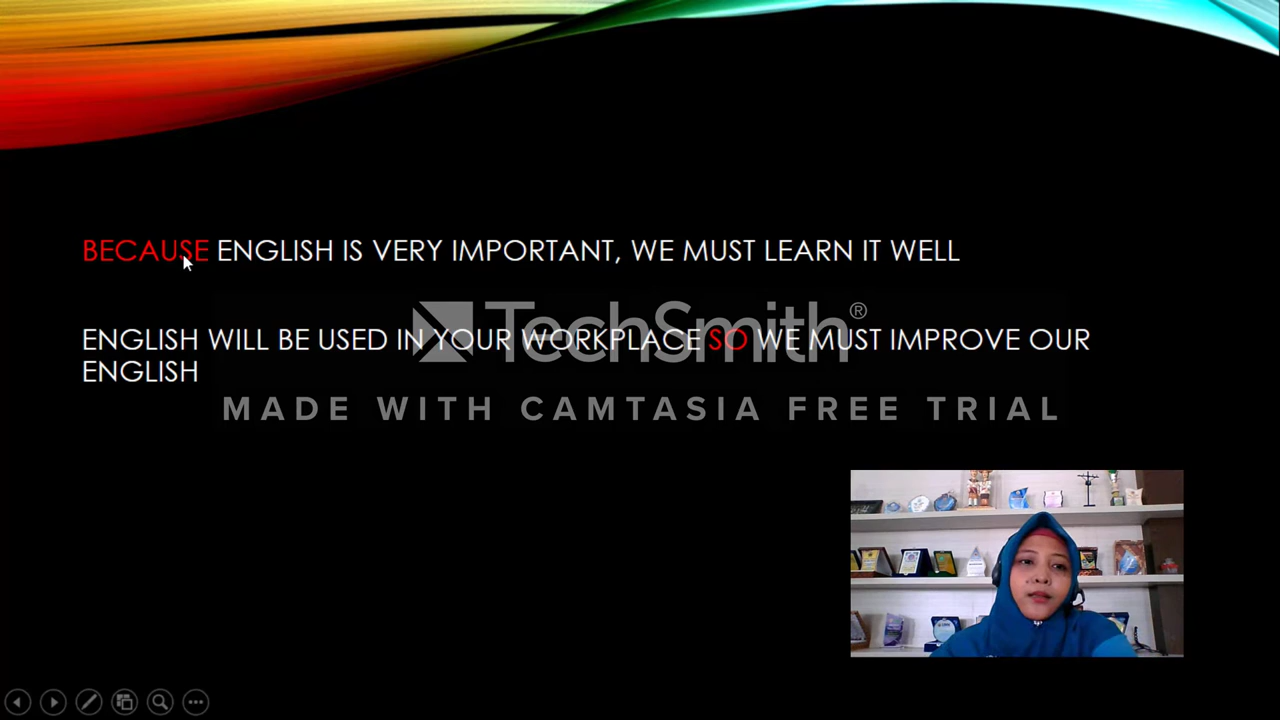 BECAUSE ENGLISH IS VERY IMPORTANT, WE MUST LEARN IT WELL
ENGLISH WILL BE USED IN YOUR WORKPLACE SO WE MUST IMPROVE OUR
ENGLISH
TechSmith®
MADE WITH CAMTASIA FREE TRIAL